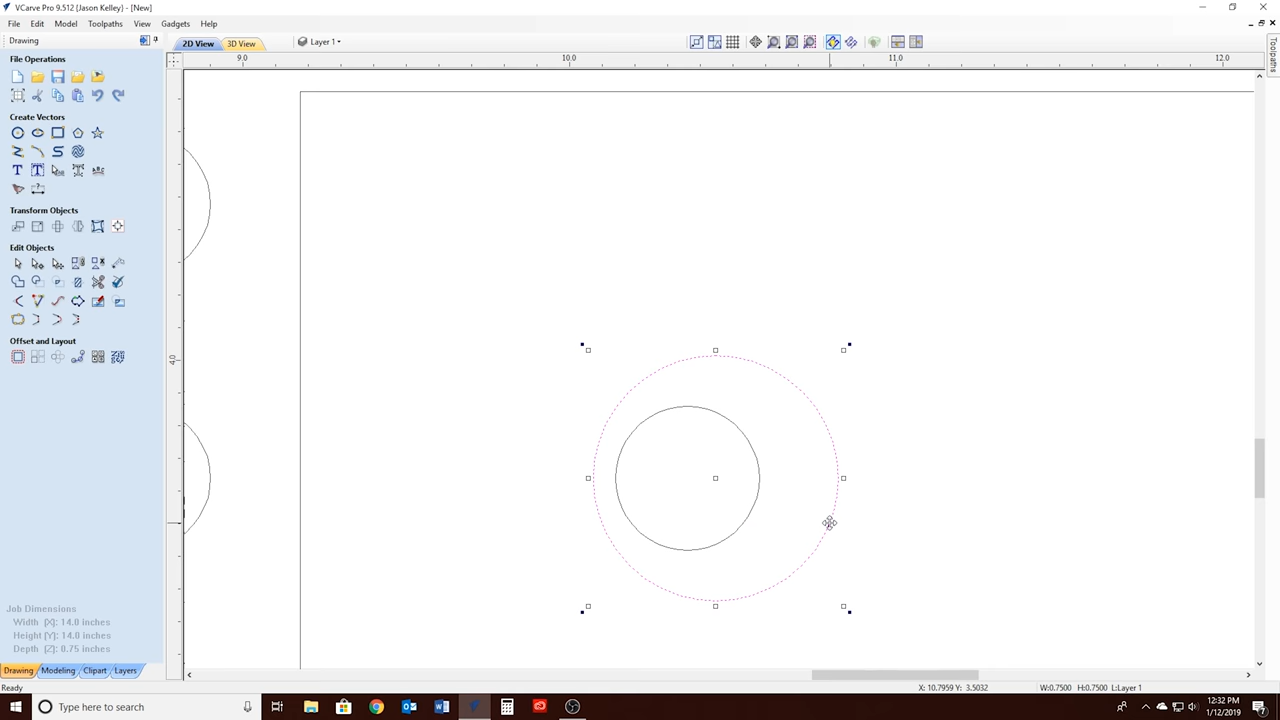 VCarve Pro 9.512 {Jason Kelley} - [New]
File Edit Model Toolpaths View Gadgets Help
Drawing
2D View 3D View Layer 1
Toolpaths
File Operations
9.0 10.0 11.0 12.0
Create Vectors
Transform Objects
Edit Objects
Offset and Layout
4.0
Job Dimensions
Width (X): 14.0 inches
Height (Y): 14.0 inches
Depth (Z): 0.75 inches
Drawing Modeling Clipart Layers
Ready X: 10.7959 Y: 3.5032 W:0.7500 H:0.7500 L:Layer 1
Type here to search
12:32 PM
1/12/2019